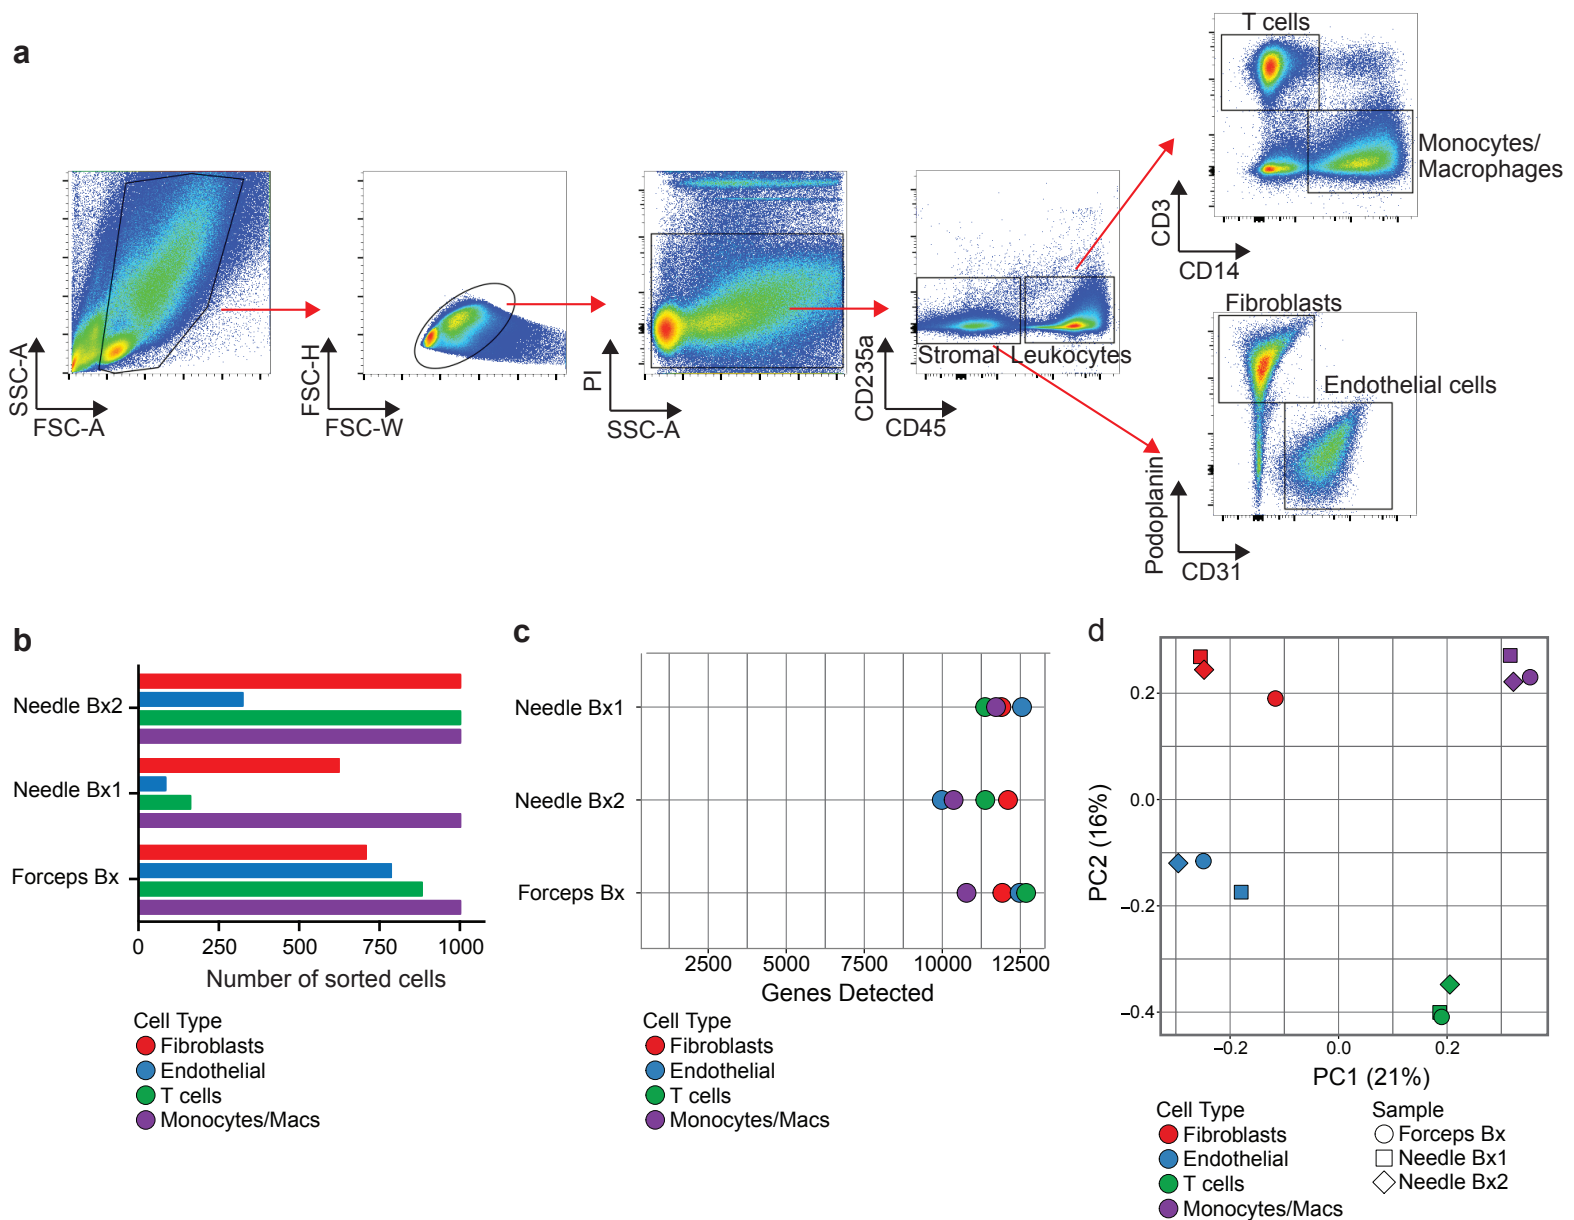 a
SSC-A
FSC-A
FSC-H
FSC-W
PI
SSC-A
CD235a
CD45
Stromal
Leukocytes
T cells
Monocytes/
Macrophages
CD3
CD14
Fibroblasts
Endothelial cells
Podoplanin
CD31
b
Needle Bx2
Needle Bx1
Forceps Bx
0 250 500 750 1000
Number of sorted cells
Cell Type
Fibroblasts
Endothelial
T cells
Monocytes/Macs
c
Needle Bx1
Needle Bx2
Forceps Bx
2500 5000 7500 10000 12500
Genes Detected
Cell Type
Fibroblasts
Endothelial
T cells
Monocytes/Macs
d
PC2 (16%)
0.2
0.0
−0.2
−0.4
−0.2 0.0 0.2
PC1 (21%)
Cell Type
Fibroblasts
Endothelial
T cells
Monocytes/Macs
Sample
Forceps Bx
Needle Bx1
Needle Bx2